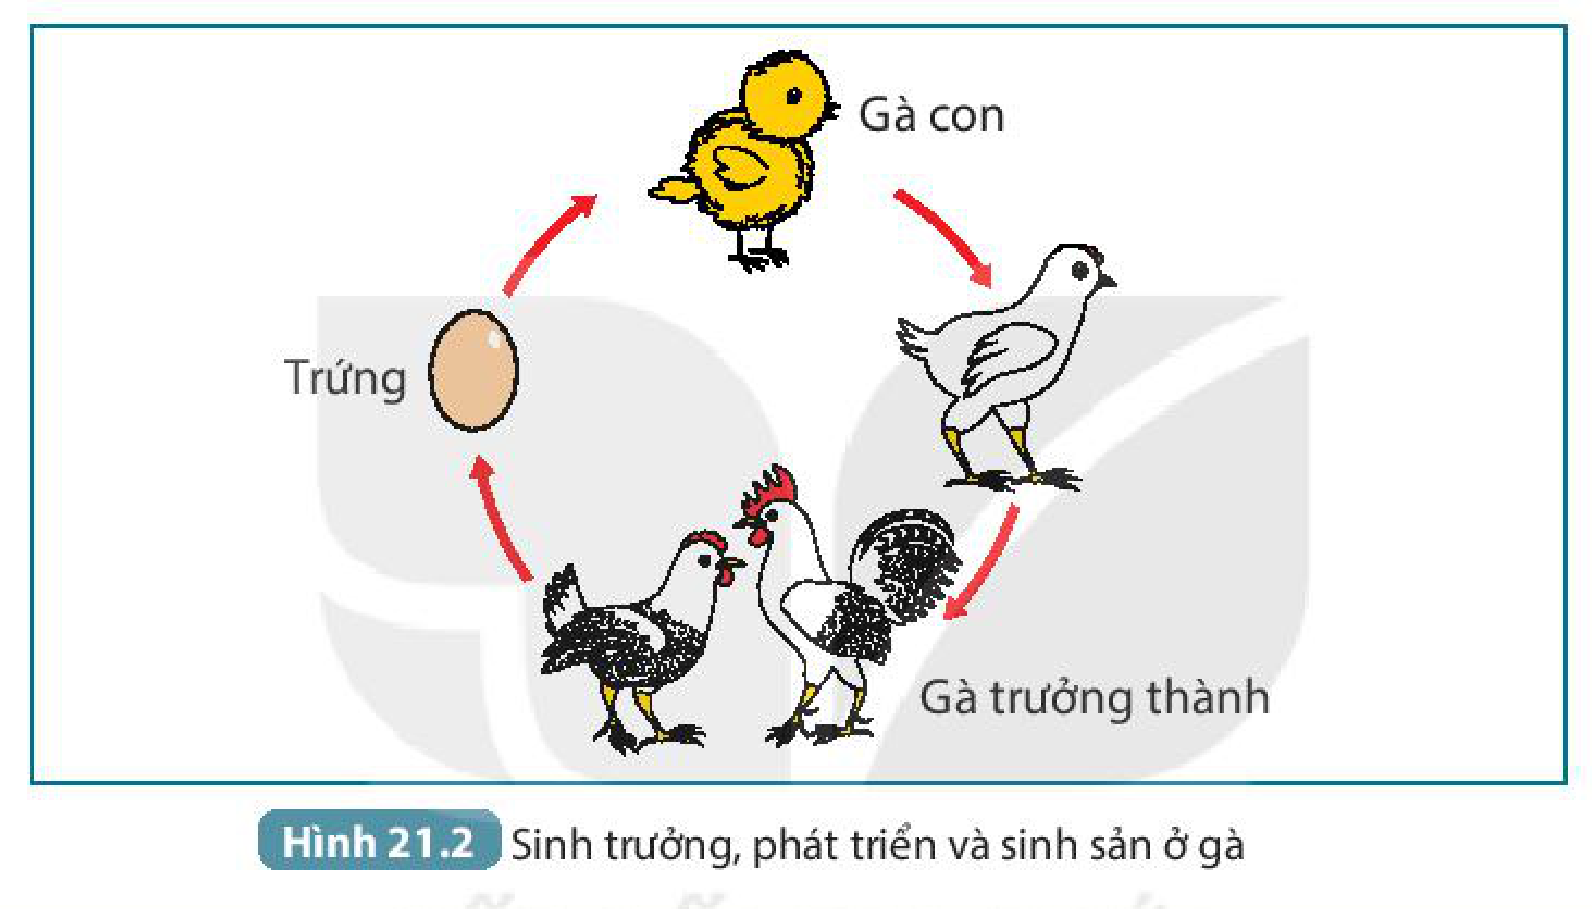 Gà con
Trứng
Gà trưởng thành
Hình 21.2 Sinh trưởng, phát triển và sinh sản ở gà